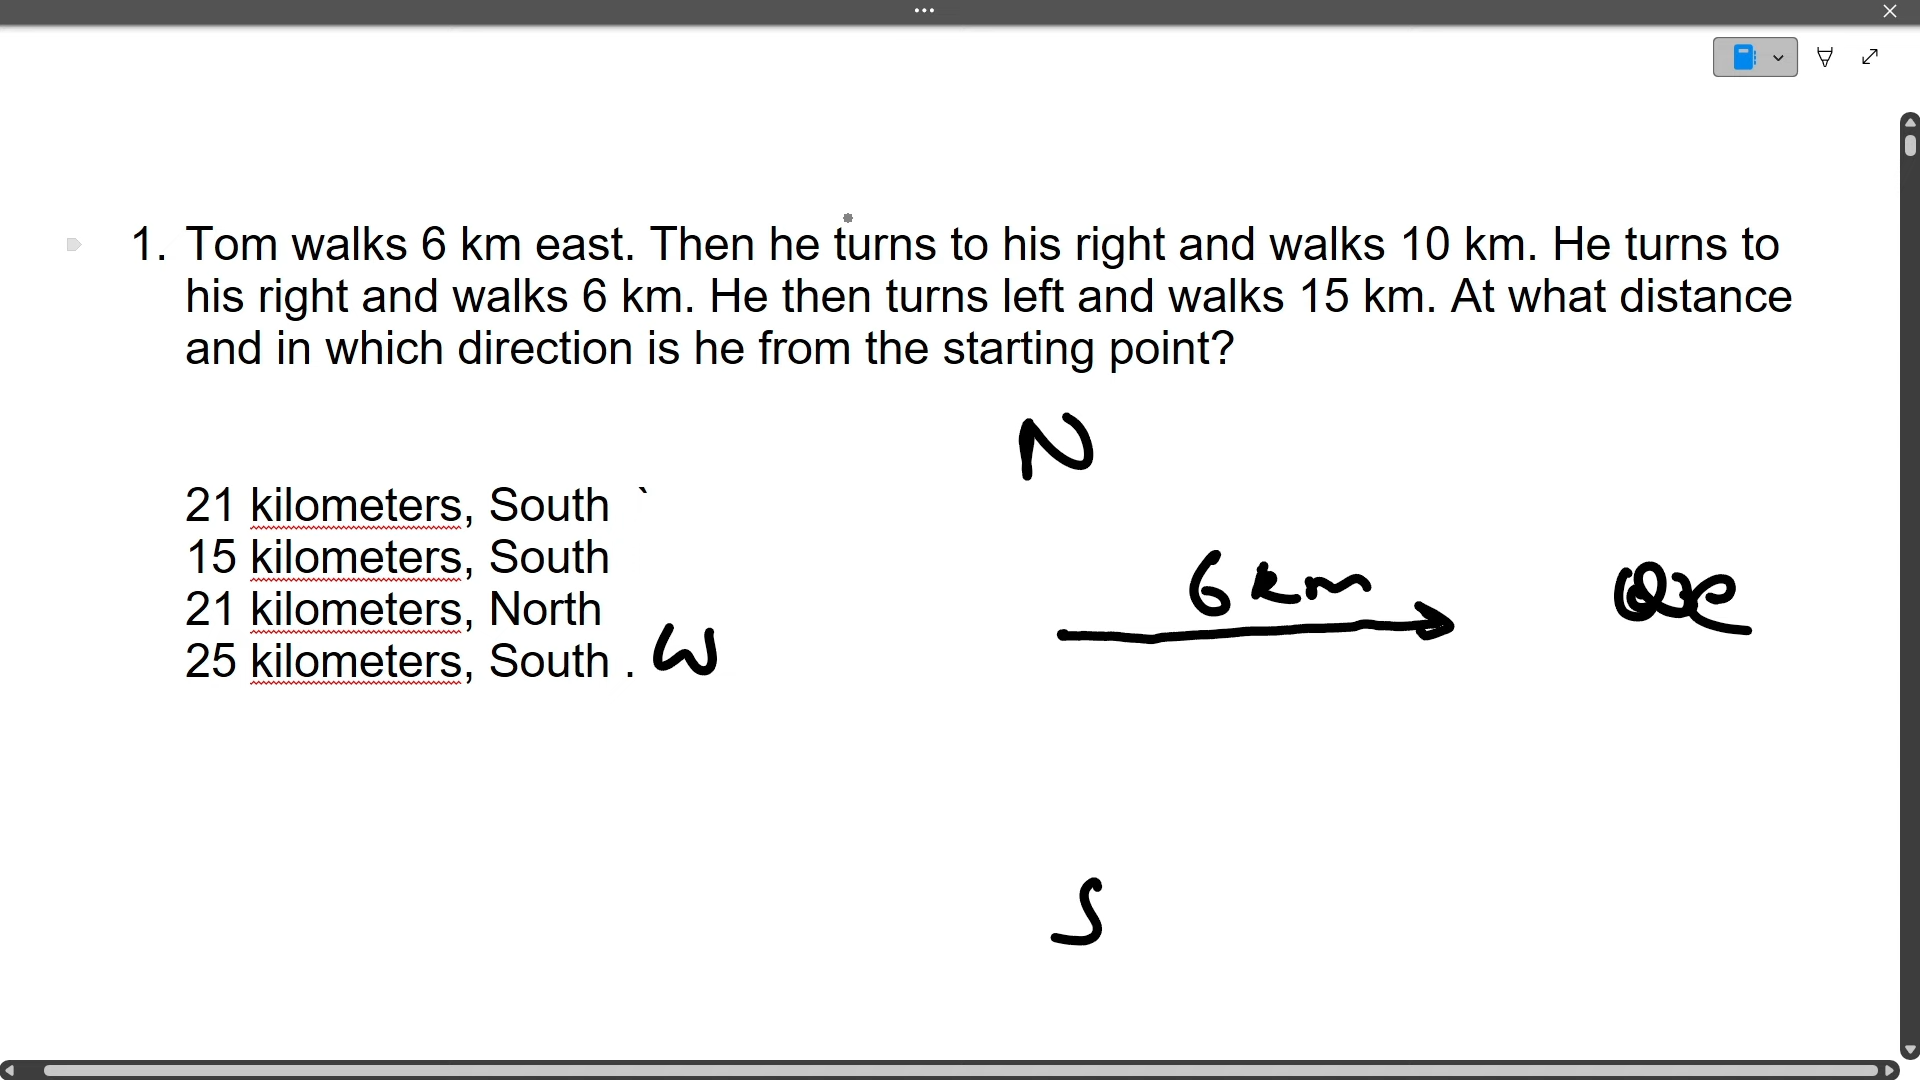 1. Tom walks 6 km east. Then he turns to his right and walks 10 km. He turns to
his right and walks 6 km. He then turns left and walks 15 km. At what distance
and in which direction is he from the starting point?
N
21 kilometers, South `
15 kilometers, South
6 km
21 kilometers, North
25 kilometers, South .
W
S